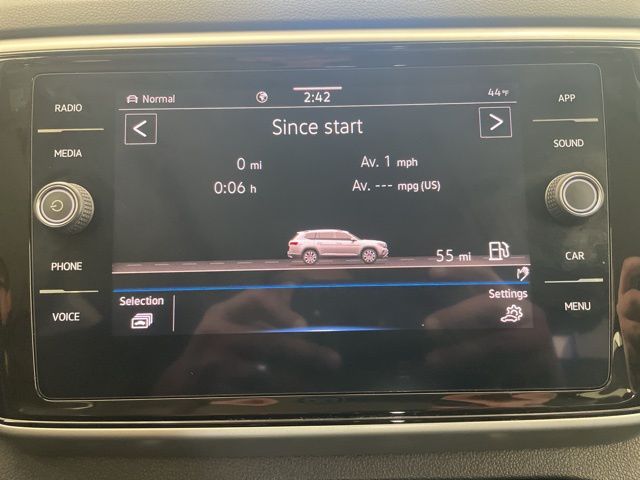 RADIO
MEDIA
PHONE
VOICE
Normal
2:42
44°F
Since start
0 mi
Av. 1 mph
0:06 h
Av. --- mpg (US)
55 mi
Selection
Settings
APP
SOUND
CAR
MENU